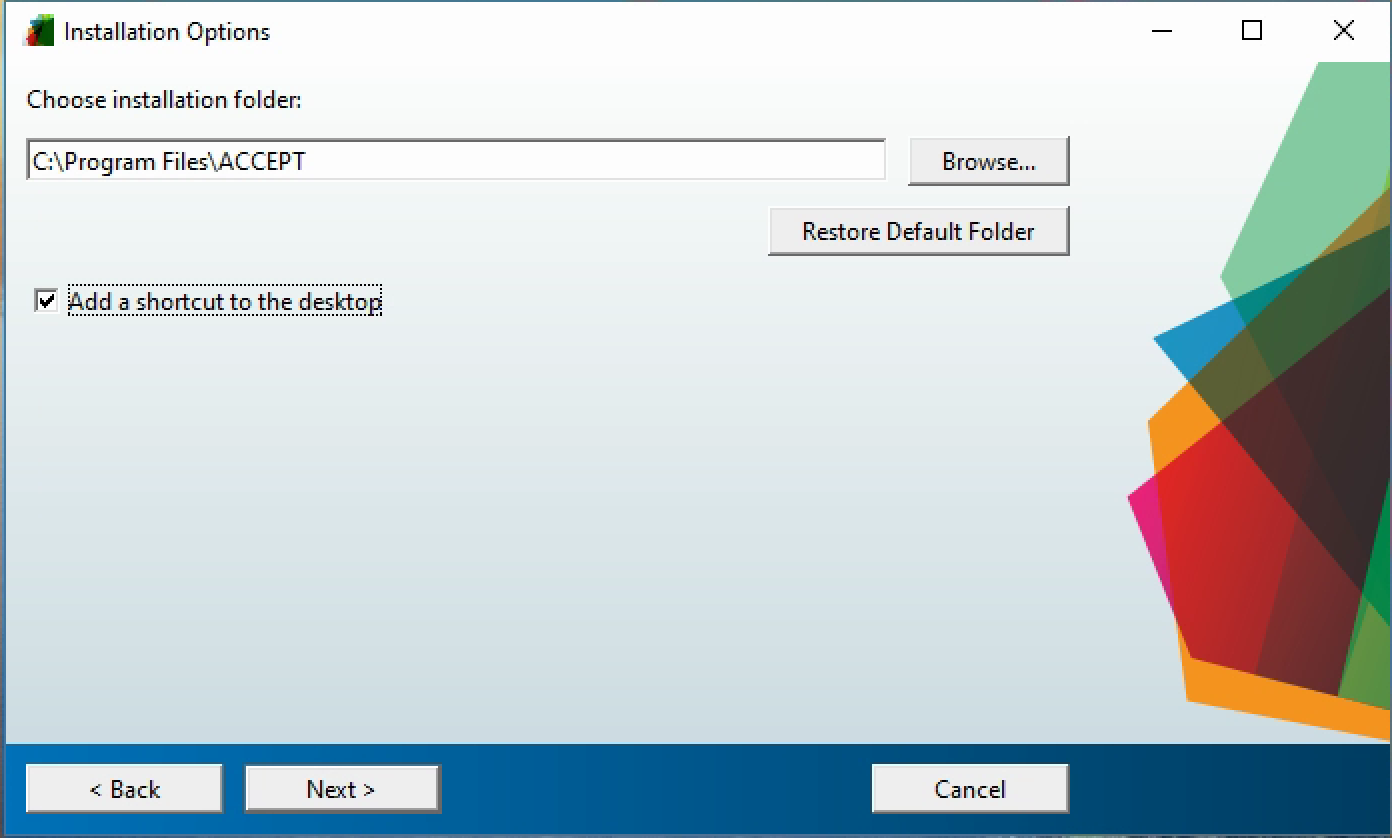 Installation Options
Choose installation folder:
C:\Program Files\ACCEPT
Browse...
Restore Default Folder
Add a shortcut to the desktop
< Back
Next >
Cancel